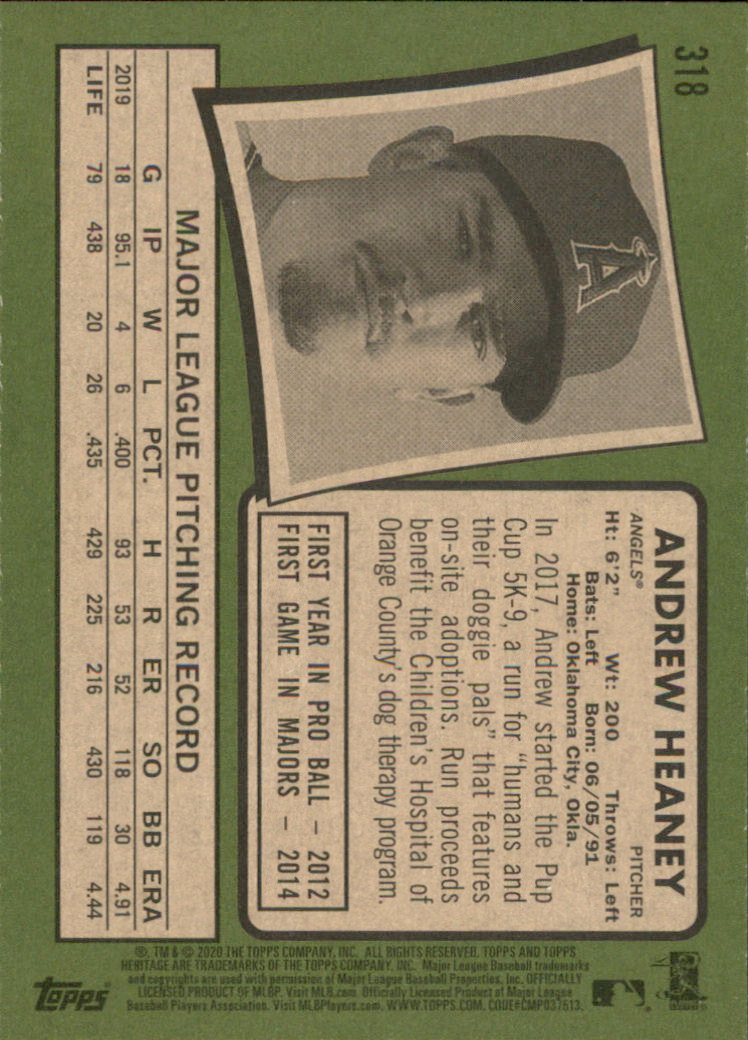 318
A
ANDREW HEANEY
ANGELS® PITCHER
Ht: 6'2" Wt: 200 Throws: Left
Bats: Left Born: 06/05/91
Home: Oklahoma City, Okla.
In 2017, Andrew started the Pup
Cup 5K-9, a run for “humans and
their doggie pals” that features
on-site adoptions. Run proceeds
benefit the Children's Hospital of
Orange County's dog therapy program.
FIRST YEAR IN PRO BALL – 2012
FIRST GAME IN MAJORS – 2014
MAJOR LEAGUE PITCHING RECORD
G IP W L PCT. H R ER SO BB ERA
2019 18 95.1 4 6 .400 93 53 52 118 30 4.91
LIFE 79 438 20 26 .435 429 225 216 430 119 4.44
®, TM & © 2020 THE TOPPS COMPANY, INC. ALL RIGHTS RESERVED. TOPPS AND TOPPS
HERITAGE ARE TRADEMARKS OF THE TOPPS COMPANY, INC. Major League Baseball trademarks
and copyrights are used with permission of Major League Baseball Properties, Inc. OFFICIALLY
LICENSED PRODUCT OF MLBP. Visit MLB.com. Officially Licensed Product of Major League
Baseball Players Association. Visit MLBPlayers.com. WWW.TOPPS.COM. CODE#CMP037613.
TOPPS